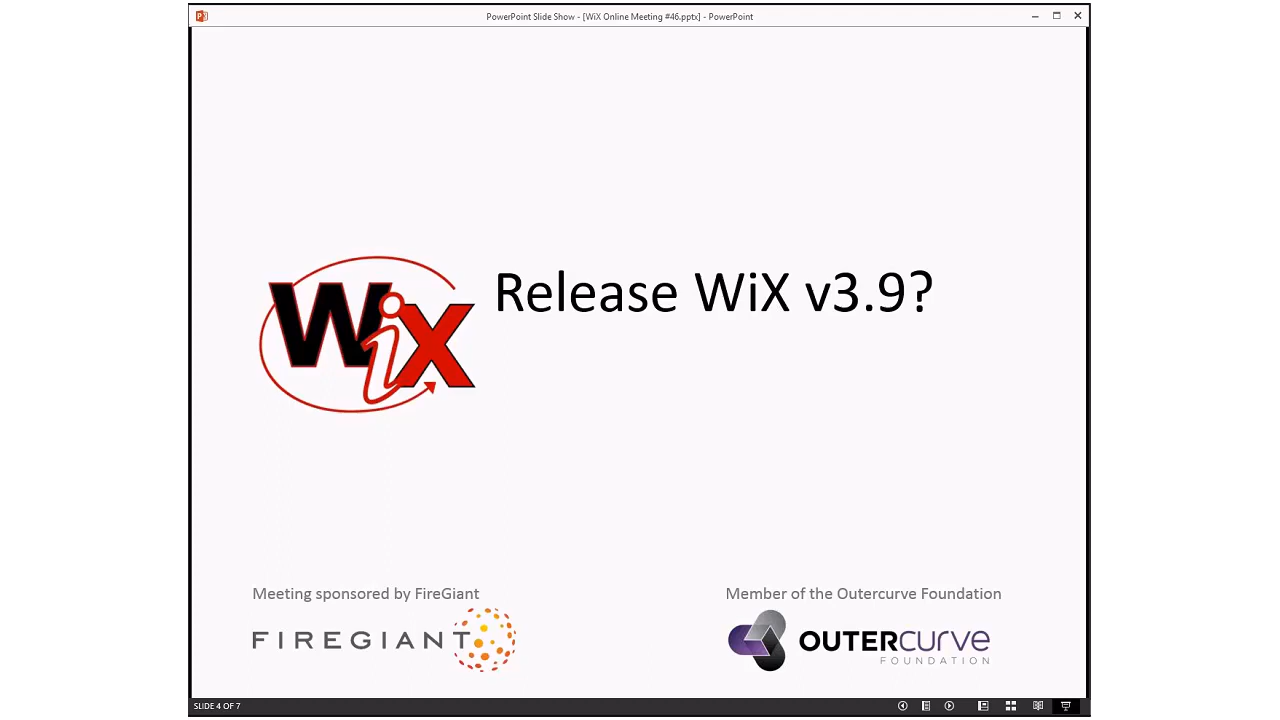 PowerPoint Slide Show - [WiX Online Meeting #46.pptx] - PowerPoint
WiX
Release WiX v3.9?
Meeting sponsored by FireGiant
Member of the Outercurve Foundation
FIREGIANT
OUTERCURVE
FOUNDATION
SLIDE 4 OF 7